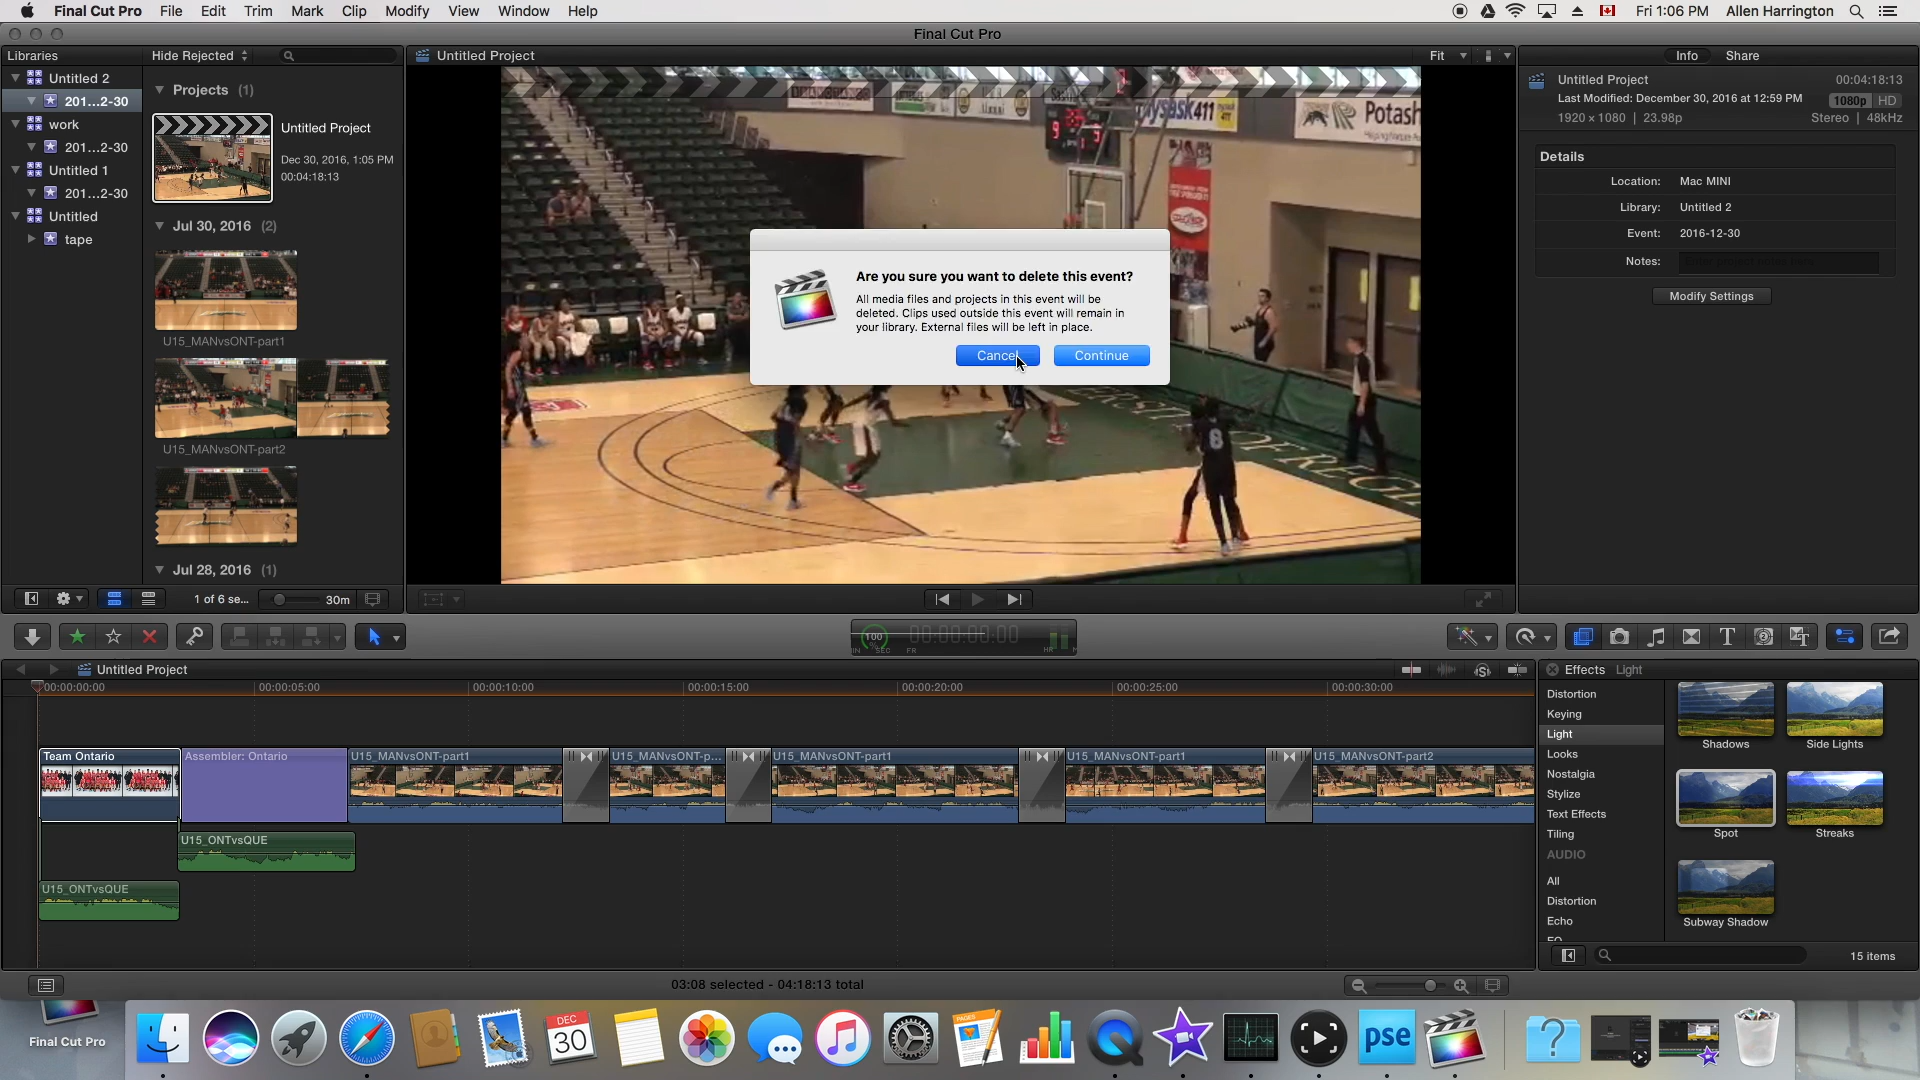 Final Cut Pro File Edit Trim Mark Clip Modify View Window Help Fri 1:06 PM Allen Harrington
Final Cut Pro
Libraries
Hide Rejected
Untitled Project
Fit
Info Share
Untitled 2
201...2-30
work
201...2-30
Untitled 1
201...2-30
Untitled
tape
Projects (1)
Untitled Project
Dec 30, 2016, 1:05 PM
00:04:18:13
Jul 30, 2016 (2)
U15_MANvsONT-part1
U15_MANvsONT-part2
Jul 28, 2016 (1)
1 of 6 se... 30m
mysask411
Potash
8
Are you sure you want to delete this event?
All media files and projects in this event will be
deleted. Clips used outside this event will remain in
your library. External files will be left in place.
Cancel Continue
Untitled Project 00:04:18:13
Last Modified: December 30, 2016 at 12:59 PM 1080p HD
1920 × 1080 | 23.98p Stereo | 48kHz
Details
Location: Mac MINI
Library: Untitled 2
Event: 2016-12-30
Notes:
Modify Settings
100
%
00:00:00:00
HR M SEC FR
Untitled Project
00:00:00:00 00:00:05:00 00:00:10:00 00:00:15:00 00:00:20:00 00:00:25:00 00:00:30:00
Team Ontario
Assembler: Ontario
U15_MANvsONT-part1
U15_MANvsONT-p...
U15_MANvsONT-part1
U15_MANvsONT-part1
U15_MANvsONT-part2
U15_ONTvsQUE
U15_ONTvsQUE
Effects Light
Distortion
Keying
Light
Looks
Nostalgia
Stylize
Text Effects
Tiling
AUDIO
All
Distortion
Echo
EQ
Shadows
Side Lights
Spot
Streaks
Subway Shadow
15 items
03:08 selected - 04:18:13 total
Final Cut Pro
DEC
30
PAGES
pse